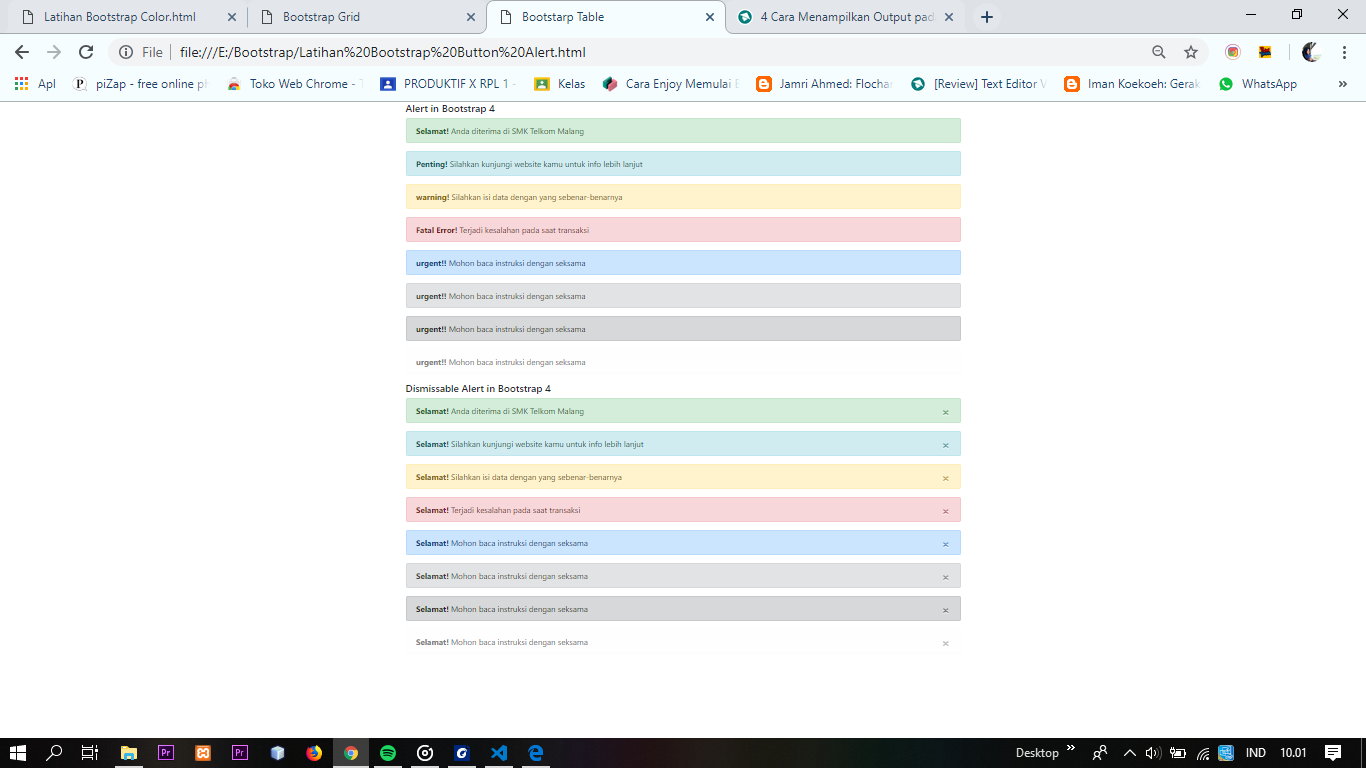 Latihan Bootstrap Color.html
Bootstrap Grid
Bootstarp Table
4 Cara Menampilkan Output pad
File
file:///E:/Bootstrap/Latihan%20Bootstrap%20Button%20Alert.html
Apl
piZap - free online ph
Toko Web Chrome - T
PRODUKTIF X RPL 1 -
Kelas
Cara Enjoy Memulai B
Jamri Ahmed: Flochar
[Review] Text Editor V
Iman Koekoeh: Gerak
WhatsApp
Alert in Bootstrap 4
Selamat! Anda diterima di SMK Telkom Malang
Penting! Silahkan kunjungi website kamu untuk info lebih lanjut
warning! Silahkan isi data dengan yang sebenar-benarnya
Fatal Error! Terjadi kesalahan pada saat transaksi
urgent!! Mohon baca instruksi dengan seksama
urgent!! Mohon baca instruksi dengan seksama
urgent!! Mohon baca instruksi dengan seksama
urgent!! Mohon baca instruksi dengan seksama
Dismissable Alert in Bootstrap 4
Selamat! Anda diterima di SMK Telkom Malang
Selamat! Silahkan kunjungi website kamu untuk info lebih lanjut
Selamat! Silahkan isi data dengan yang sebenar-benarnya
Selamat! Terjadi kesalahan pada saat transaksi
Selamat! Mohon baca instruksi dengan seksama
Selamat! Mohon baca instruksi dengan seksama
Selamat! Mohon baca instruksi dengan seksama
Selamat! Mohon baca instruksi dengan seksama
Pr
Pr
Desktop
IND
10.01